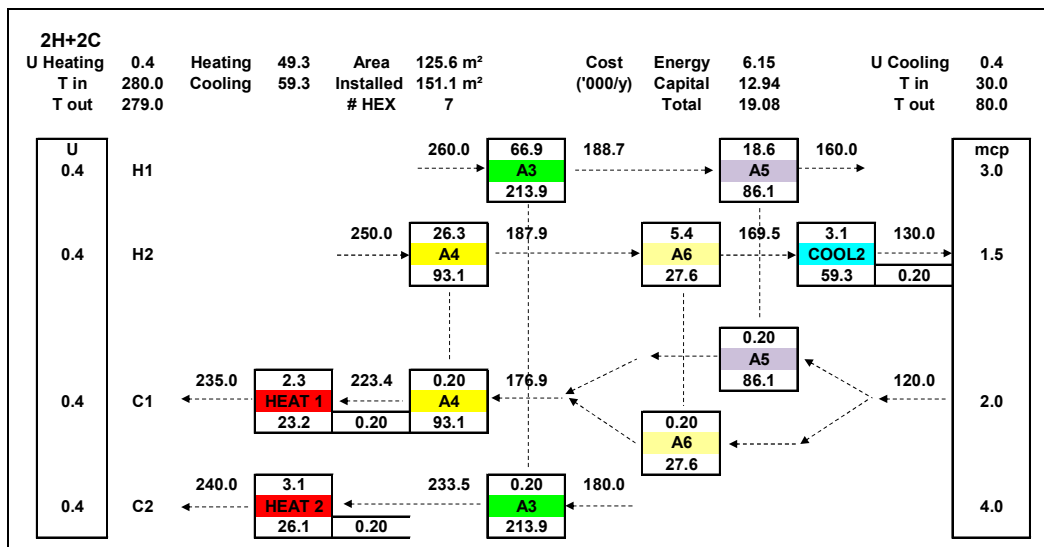 2H+2C
U Heating 0.4 Heating 49.3 Area 125.6 m² Cost Energy 6.15 U Cooling 0.4
T in 280.0 Cooling 59.3 Installed 151.1 m² ('000/y) Capital 12.94 T in 30.0
T out 279.0 # HEX 7 Total 19.08 T out 80.0
U 260.0 66.9 188.7 18.6 160.0 mcp
0.4 H1 A3 A5 3.0
213.9 86.1
250.0 26.3 187.9 5.4 169.5 3.1 130.0
0.4 H2 A4 A6 COOL2 1.5
93.1 27.6 59.3 0.20
0.20
A5
86.1
235.0 2.3 223.4 0.20 176.9 120.0
0.4 C1 HEAT 1 A4 2.0
23.2 0.20 93.1
0.20
A6
27.6
240.0 3.1 233.5 0.20 180.0
0.4 C2 HEAT 2 A3 4.0
26.1 0.20 213.9